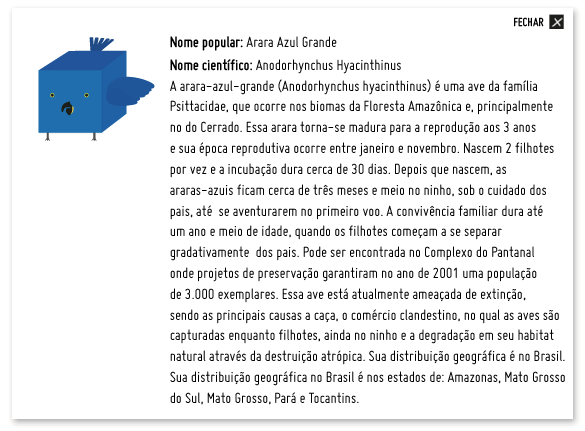 FECHAR
Nome popular: Arara Azul Grande
Nome científico: Anodorhynchus Hyacinthinus
A arara-azul-grande (Anodorhynchus hyacinthinus) é uma ave da família
Psittacidae, que ocorre nos biomas da Floresta Amazônica e, principalmente
no do Cerrado. Essa arara torna-se madura para a reprodução aos 3 anos
e sua época reprodutiva ocorre entre janeiro e novembro. Nascem 2 filhotes
por vez e a incubação dura cerca de 30 dias. Depois que nascem, as
araras-azuis ficam cerca de três meses e meio no ninho, sob o cuidado dos
pais, até se aventurarem no primeiro voo. A convivência familiar dura até
um ano e meio de idade, quando os filhotes começam a se separar
gradativamente dos pais. Pode ser encontrada no Complexo do Pantanal
onde projetos de preservação garantiram no ano de 2001 uma população
de 3.000 exemplares. Essa ave está atualmente ameaçada de extinção,
sendo as principais causas a caça, o comércio clandestino, no qual as aves são
capturadas enquanto filhotes, ainda no ninho e a degradação em seu habitat
natural através da destruição atrópica. Sua distribuição geográfica é no Brasil.
Sua distribuição geográfica no Brasil é nos estados de: Amazonas, Mato Grosso
do Sul, Mato Grosso, Pará e Tocantins.